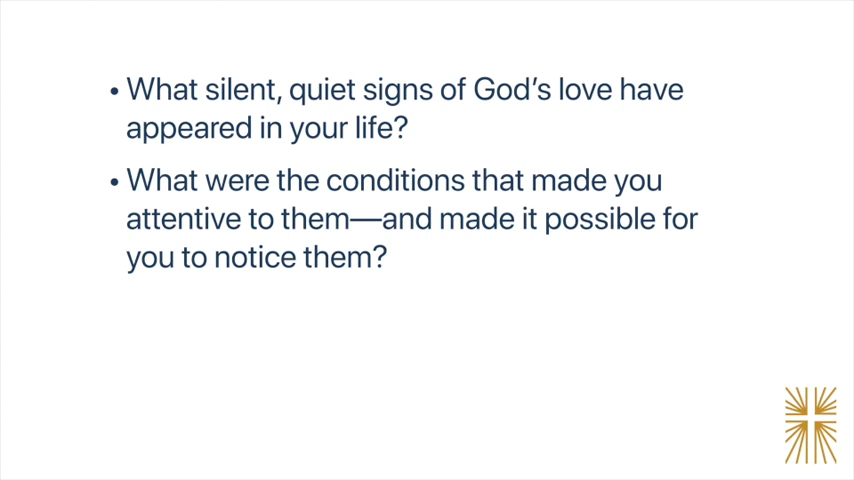 • What silent, quiet signs of God’s love have
appeared in your life?
• What were the conditions that made you
attentive to them—and made it possible for
you to notice them?